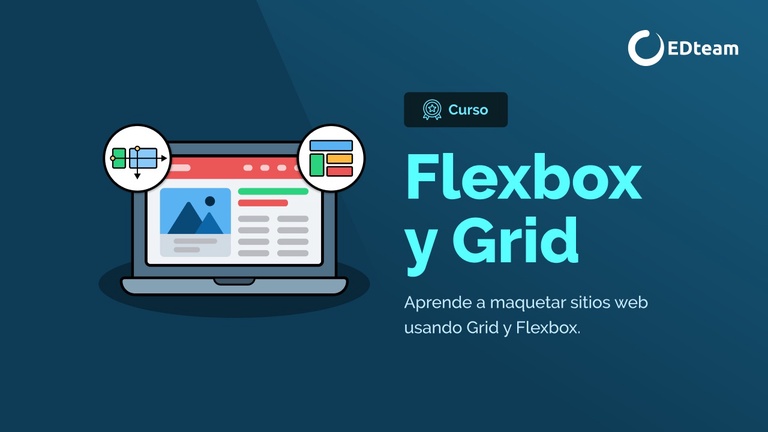 EDteam
Curso
Flexbox
y Grid
Aprende a maquetar sitios web
usando Grid y Flexbox.